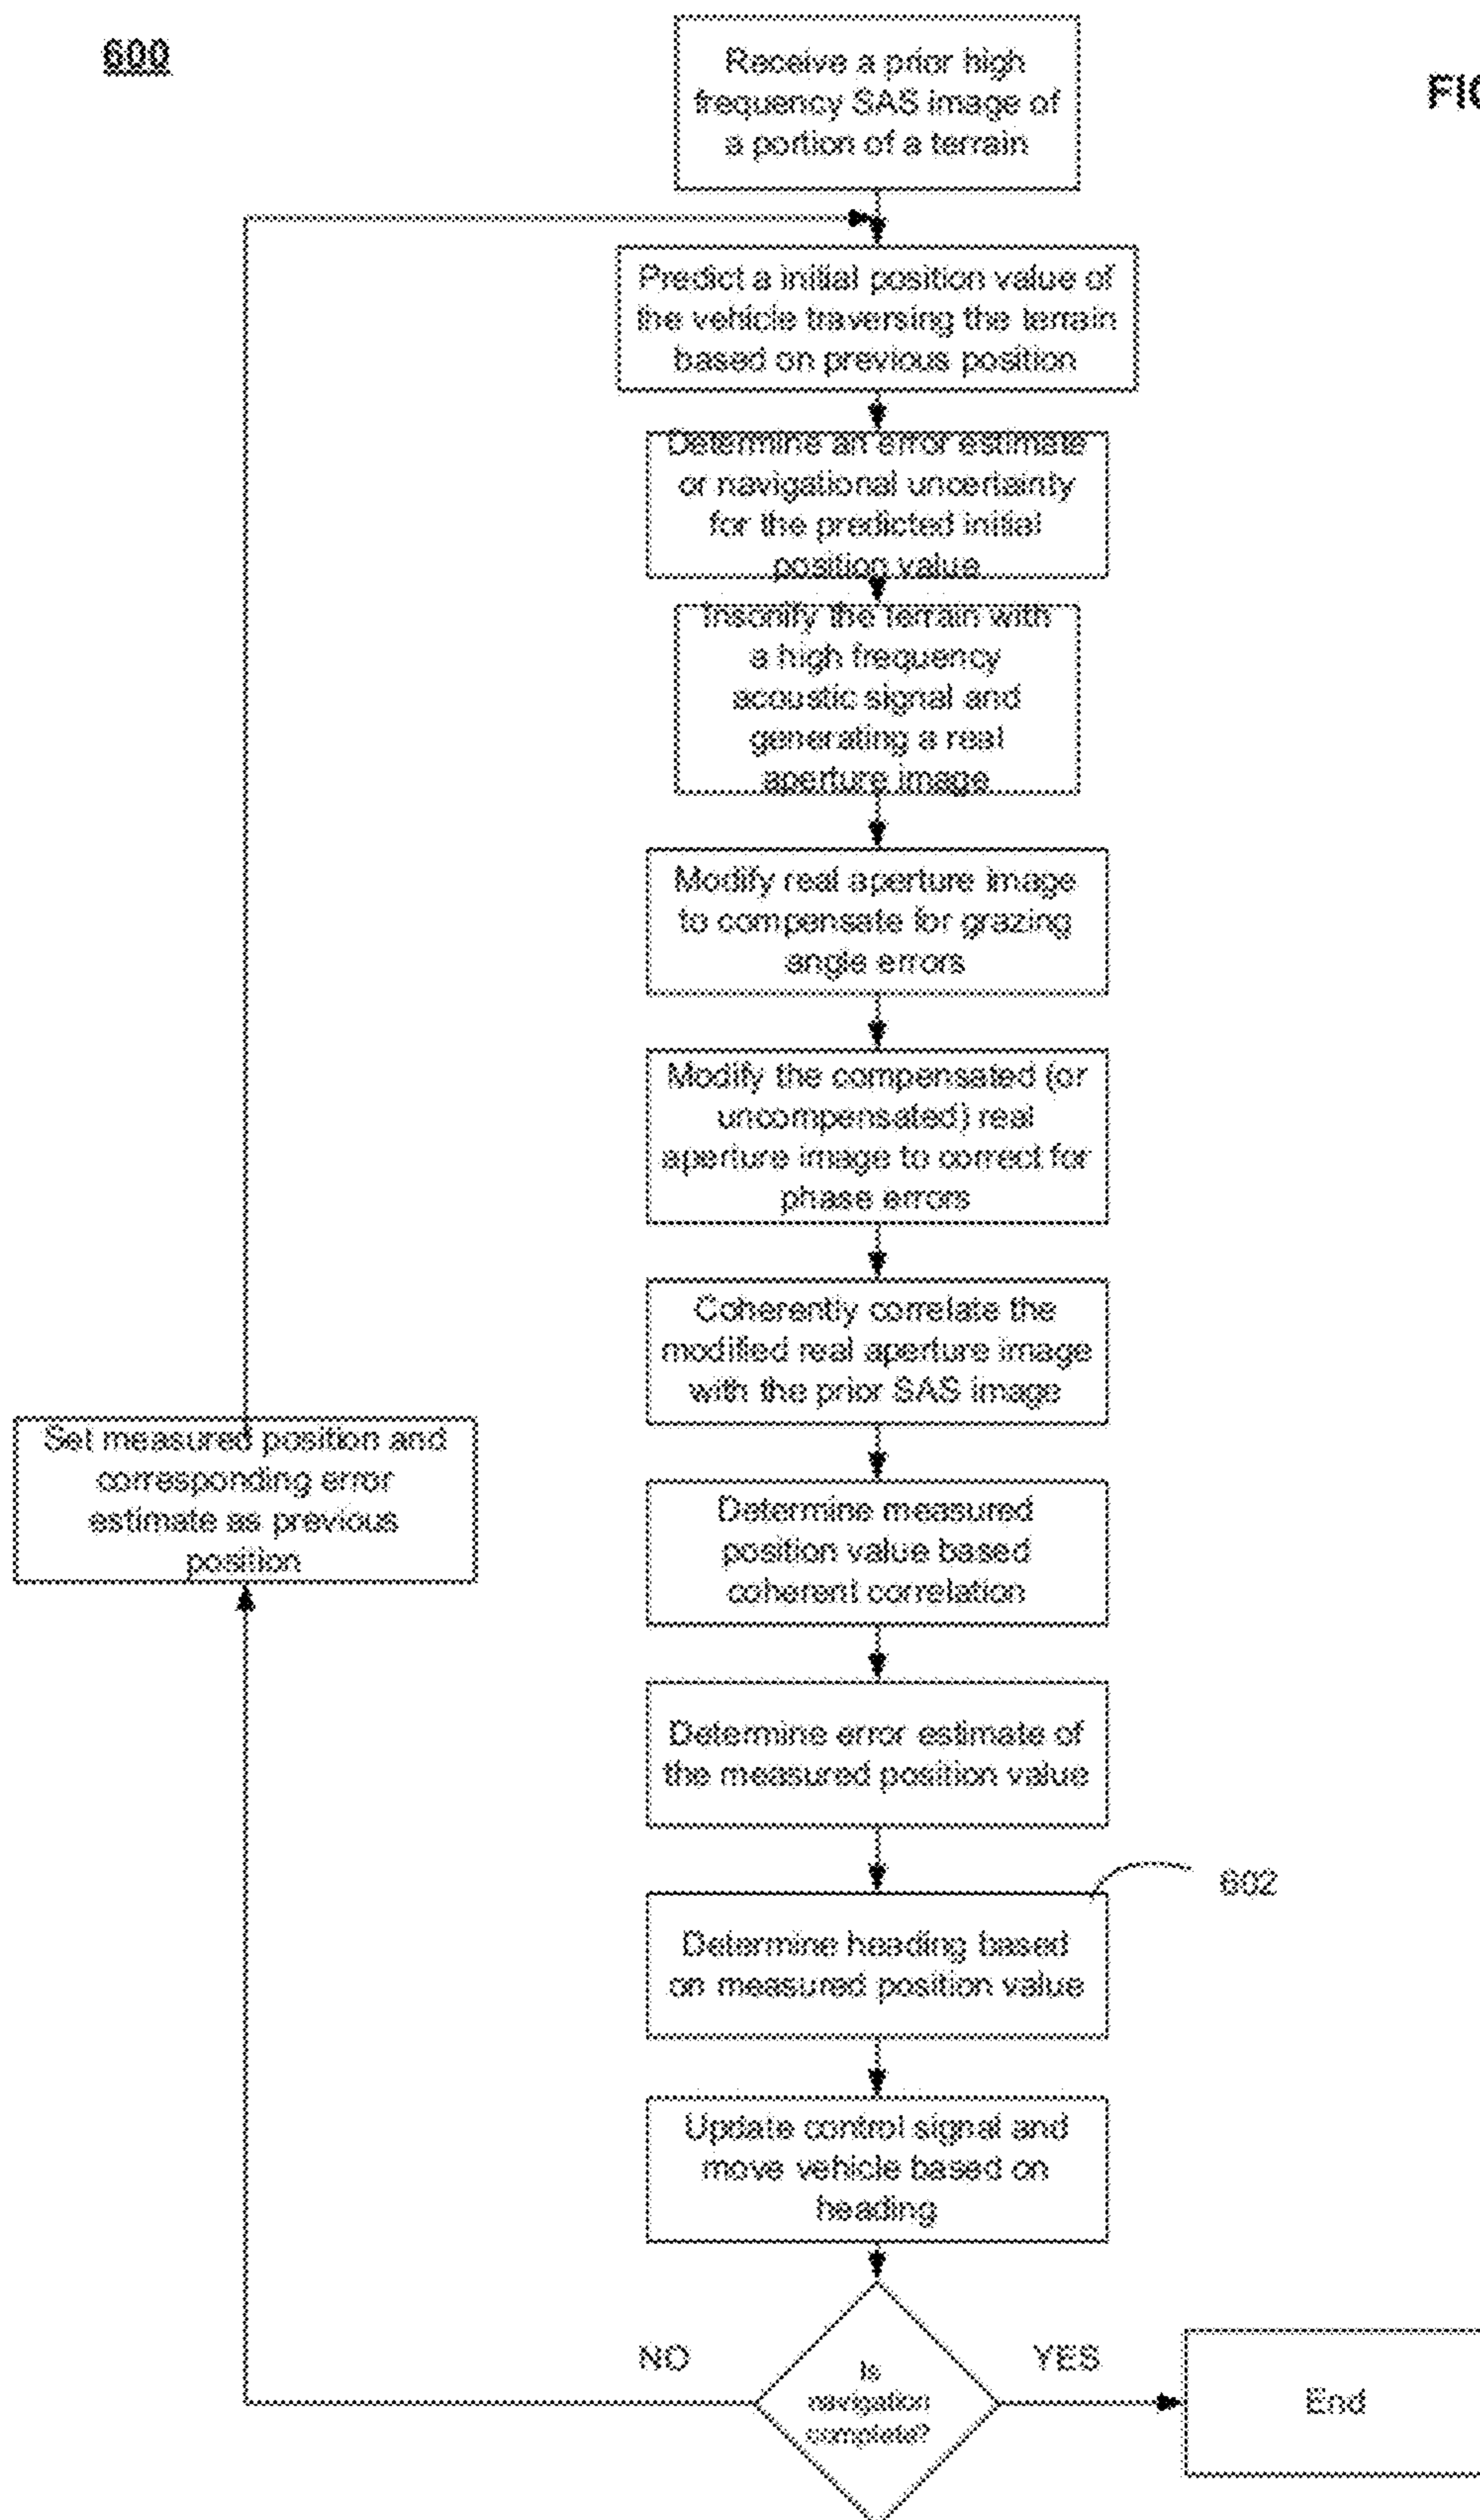 600
FIG
Receive a prior high
frequency SAS image of
a portion of a terrain
Predict a initial position value of
the vehicle traversing the terrain
based on previous position
Determine an error estimate
or navigational uncertainty
for the predicted initial
position value
Insonify the terrain with
a high frequency
acoustic signal and
generating a real
aperture image
Modify real aperture image
to compensate for grazing
angle errors
Modify the compensated (or
uncompensated) real
aperture image to correct for
phase errors
Coherently correlate the
modified real aperture image
with the prior SAS image
Set measured position and
corresponding error
estimate as previous
position
Determine measured
position value based
coherent correlation
Determine error estimate of
the measured position value
602
Determine heading based
on measured position value
Update control signal and
move vehicle based on
heading
NO
YES
Is
navigation
complete?
End